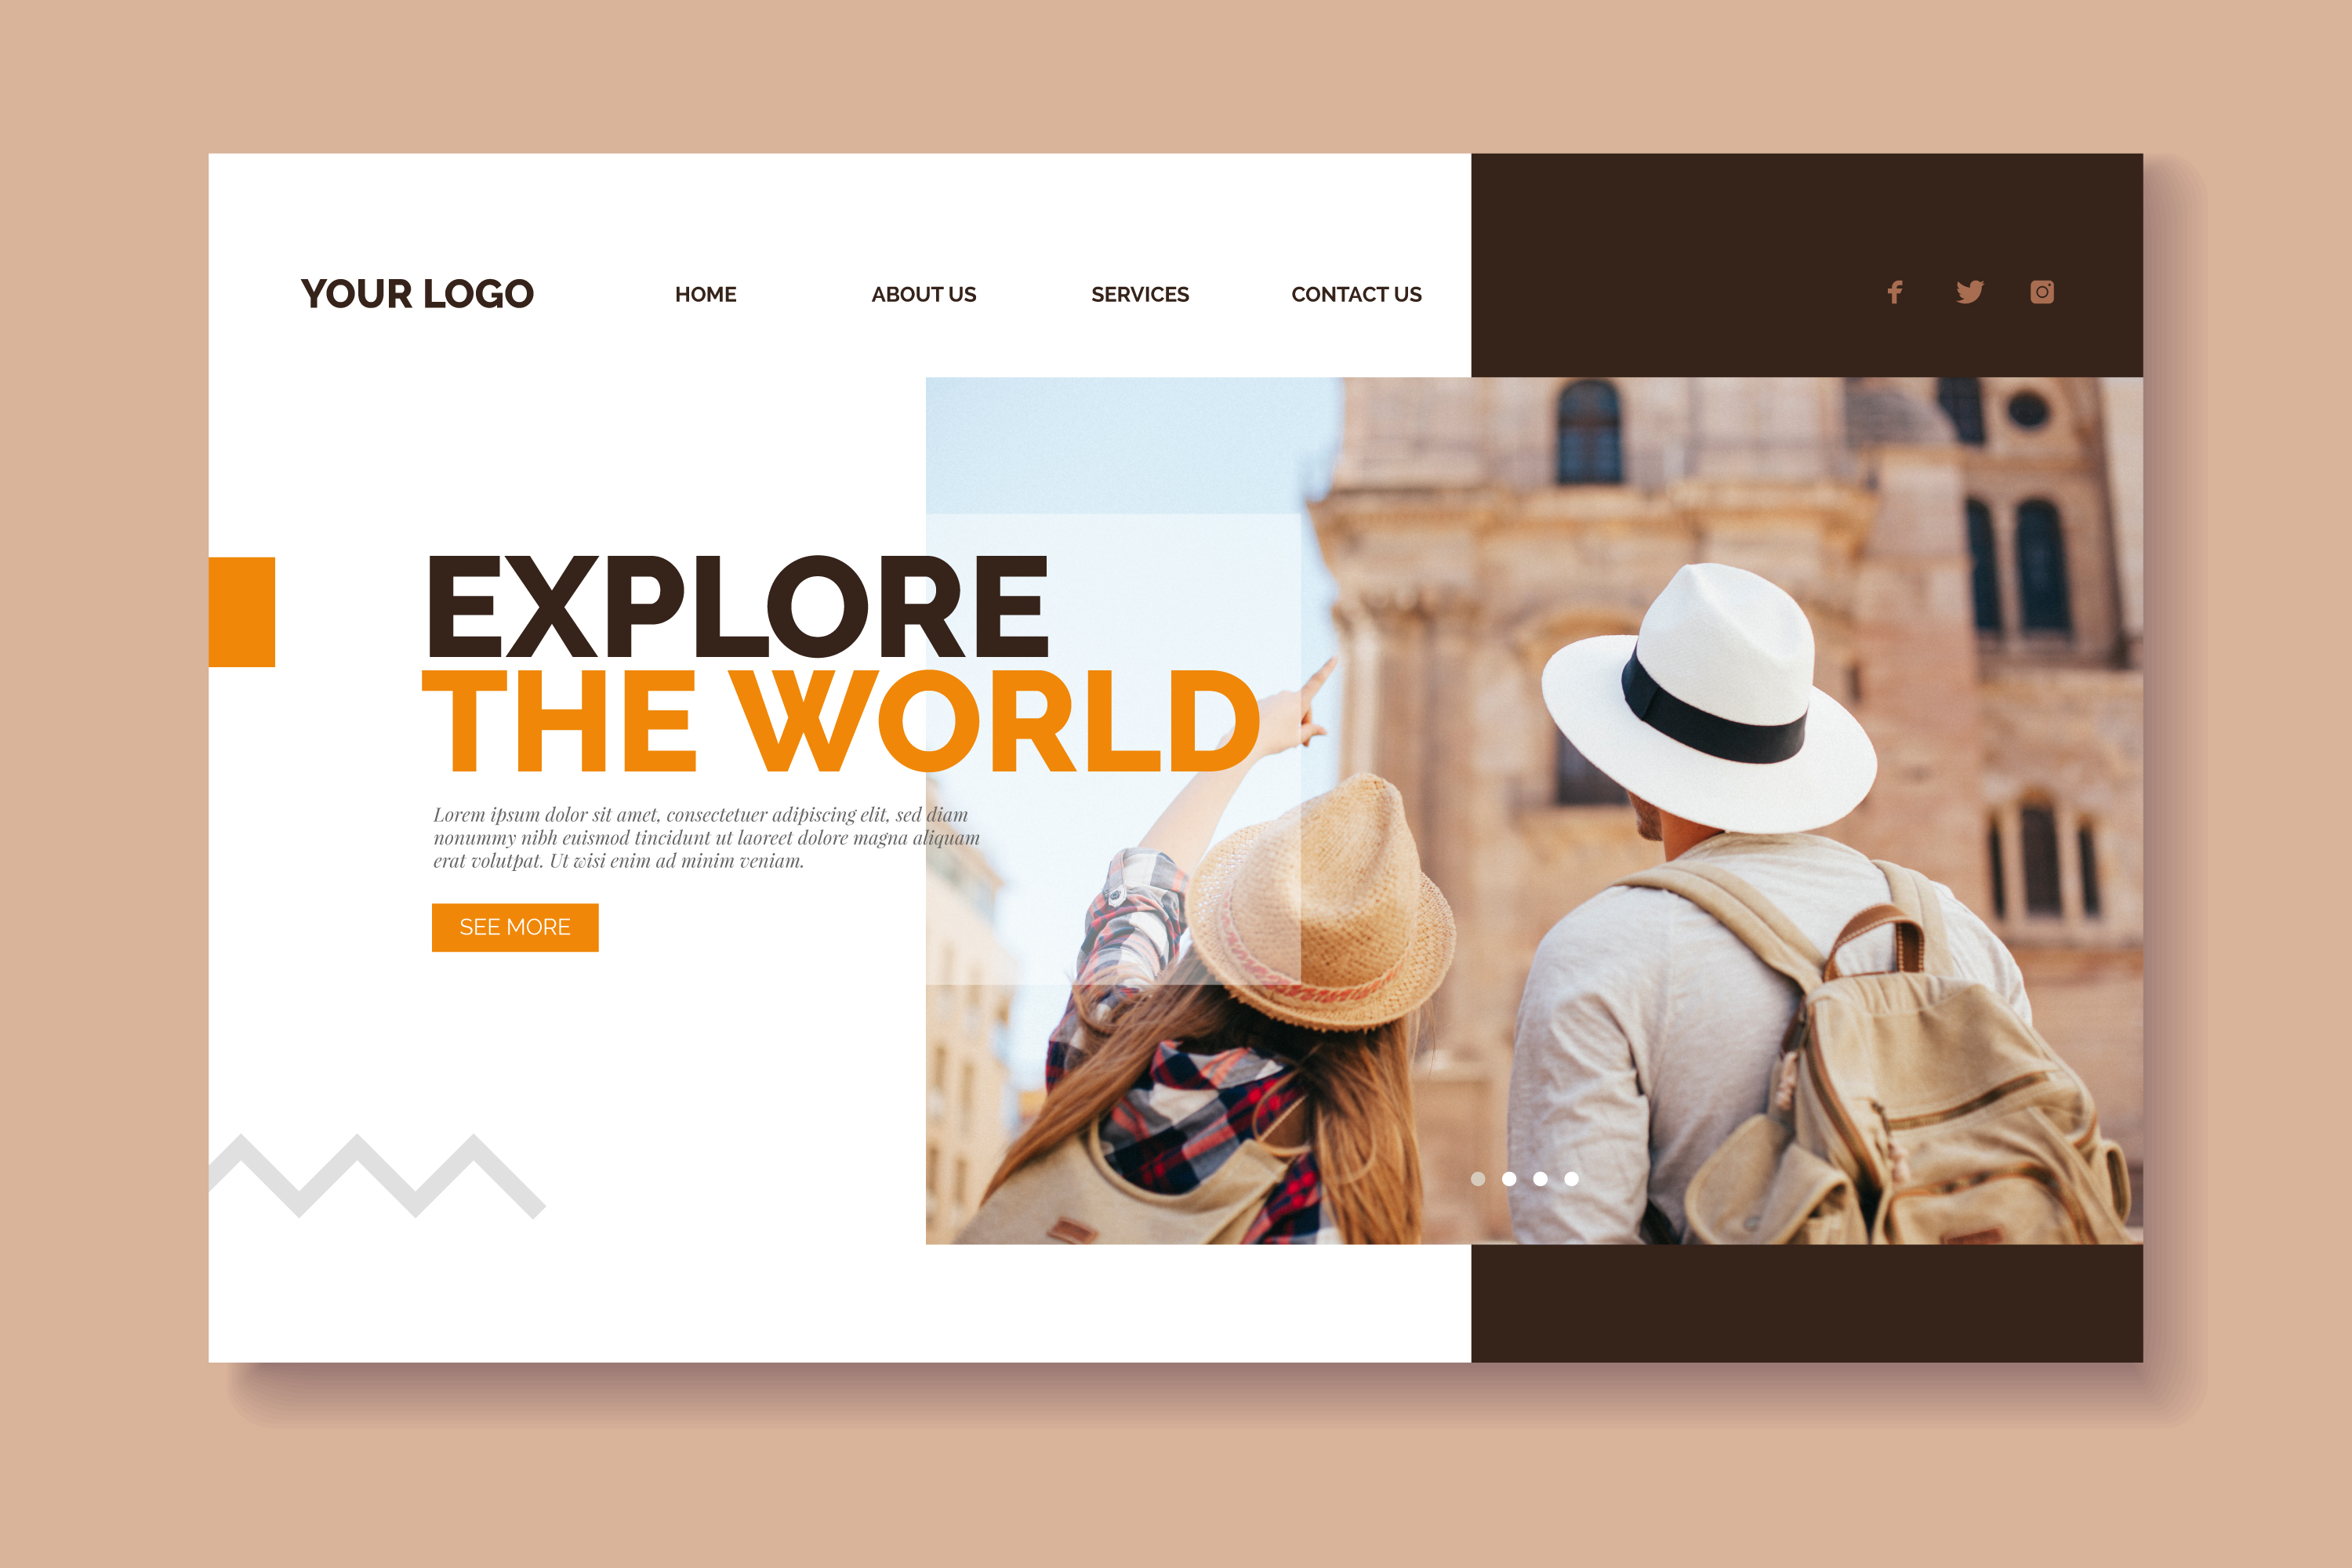 YOUR LOGO
HOME
ABOUT US
SERVICES
CONTACT US
EXPLORE
THE WORLD
Lorem ipsum dolor sit amet, consectetuer adipiscing elit, sed diam
nonummy nibh euismod tincidunt ut laoreet dolore magna aliquam
erat volutpat. Ut wisi enim ad minim veniam.
SEE MORE